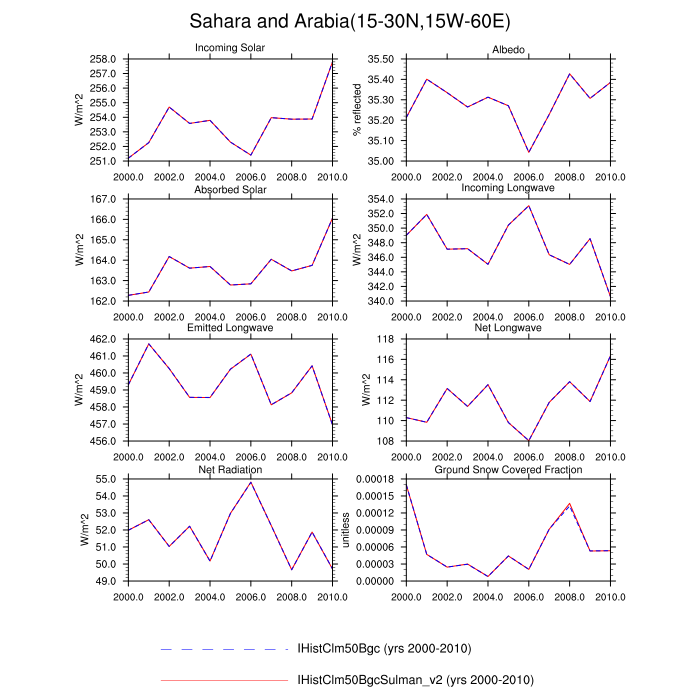 Sahara and Arabia(15-30N,15W-60E)
Incoming Solar
W/m^2
258.0
257.0
256.0
255.0
254.0
253.0
252.0
251.0
2000.0 2002.0 2004.0 2006.0 2008.0 2010.0
Albedo
% reflected
35.50
35.40
35.30
35.20
35.10
35.00
2000.0 2002.0 2004.0 2006.0 2008.0 2010.0
Absorbed Solar
W/m^2
167.0
166.0
165.0
164.0
163.0
162.0
2000.0 2002.0 2004.0 2006.0 2008.0 2010.0
Incoming Longwave
W/m^2
354.0
352.0
350.0
348.0
346.0
344.0
342.0
340.0
2000.0 2002.0 2004.0 2006.0 2008.0 2010.0
Emitted Longwave
W/m^2
462.0
461.0
460.0
459.0
458.0
457.0
456.0
2000.0 2002.0 2004.0 2006.0 2008.0 2010.0
Net Longwave
W/m^2
118
116
114
112
110
108
2000.0 2002.0 2004.0 2006.0 2008.0 2010.0
Net Radiation
W/m^2
55.0
54.0
53.0
52.0
51.0
50.0
49.0
2000.0 2002.0 2004.0 2006.0 2008.0 2010.0
Ground Snow Covered Fraction
unitless
0.00018
0.00015
0.00012
0.00009
0.00006
0.00003
0.00000
2000.0 2002.0 2004.0 2006.0 2008.0 2010.0
IHistClm50Bgc (yrs 2000-2010)
IHistClm50BgcSulman_v2 (yrs 2000-2010)